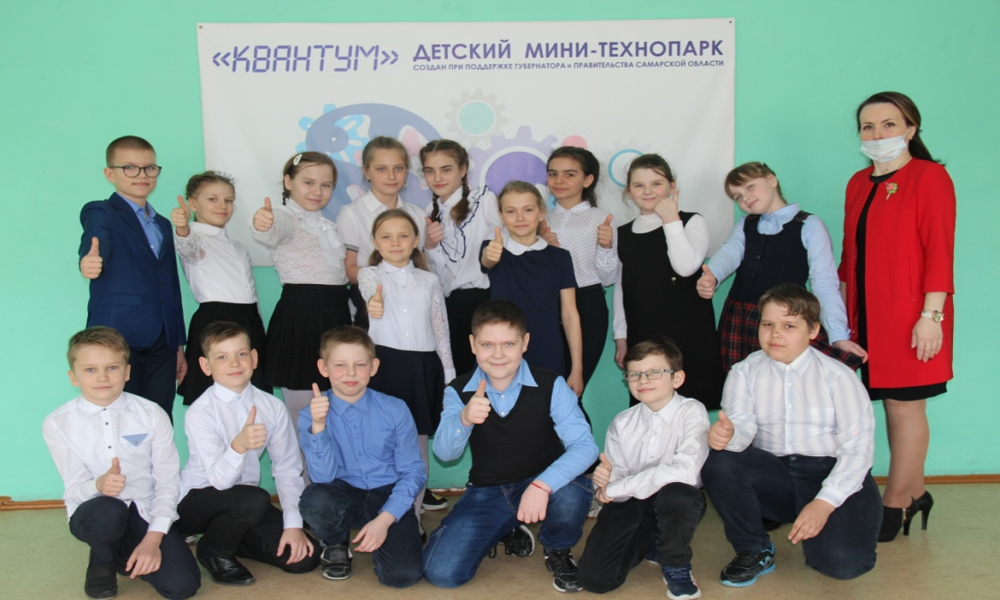 «КВАНТУМ» ДЕТСКИЙ МИНИ-ТЕХНОПАРК
СОЗДАН ПРИ ПОДДЕРЖКЕ ГУБЕРНАТОРА и ПРАВИТЕЛЬСТВА САМАРСКОЙ ОБЛАСТИ